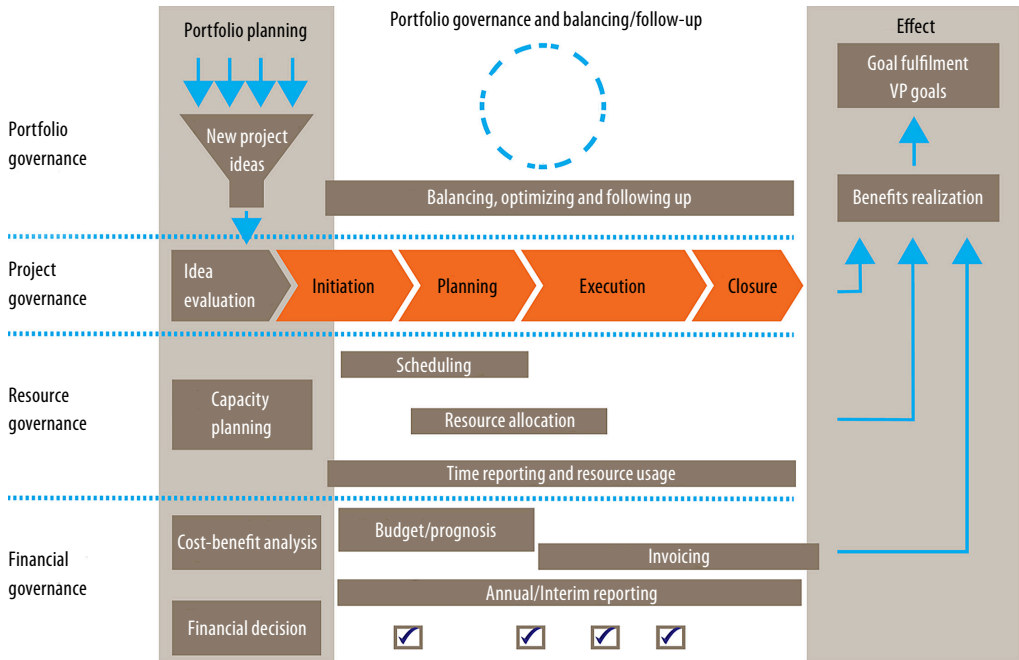 Portfolio planning
Portfolio governance and balancing/follow-up
Effect
Goal fulfilment
VP goals
Portfolio
governance
New project
ideas
Balancing, optimizing and following up
Benefits realization
Project
governance
Idea
evaluation
Initiation
Planning
Execution
Closure
Scheduling
Resource
governance
Capacity
planning
Resource allocation
Time reporting and resource usage
Cost-benefit analysis
Budget/prognosis
Invoicing
Financial
governance
Annual/Interim reporting
Financial decision